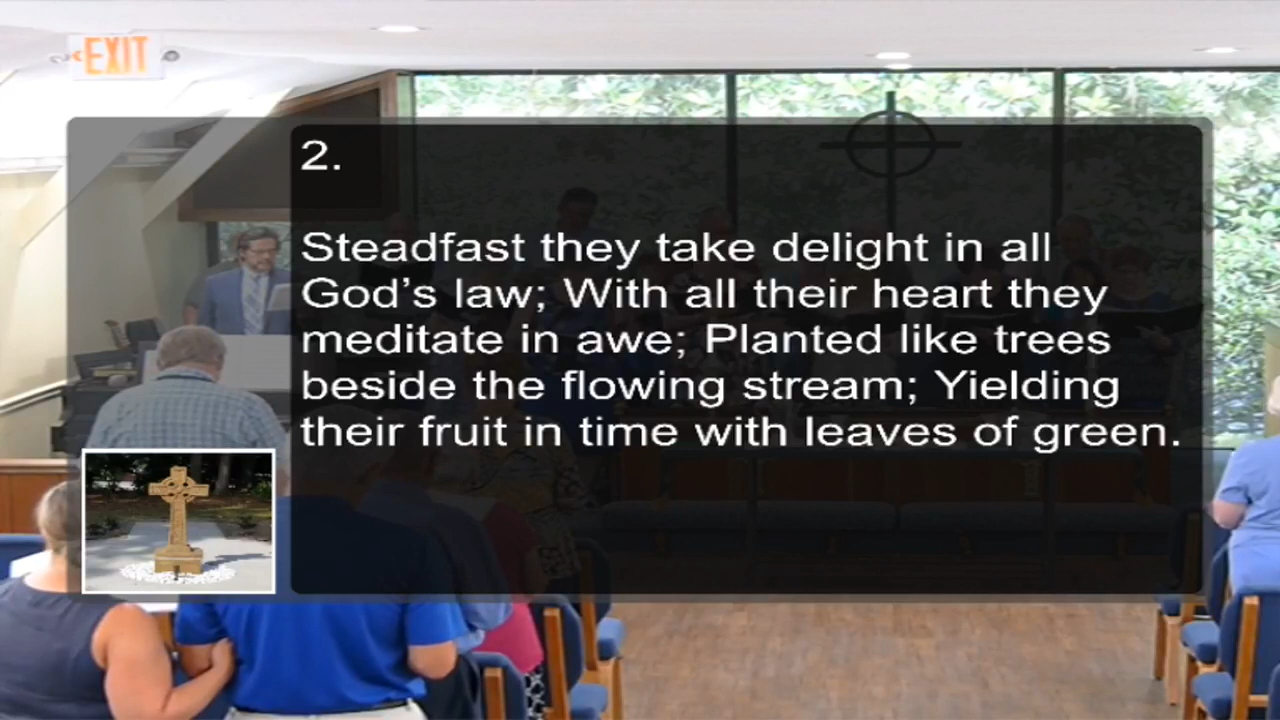 EXIT
2.
Steadfast they take delight in all
God’s law; With all their heart they
meditate in awe; Planted like trees
beside the flowing stream; Yielding
their fruit in time with leaves of green.